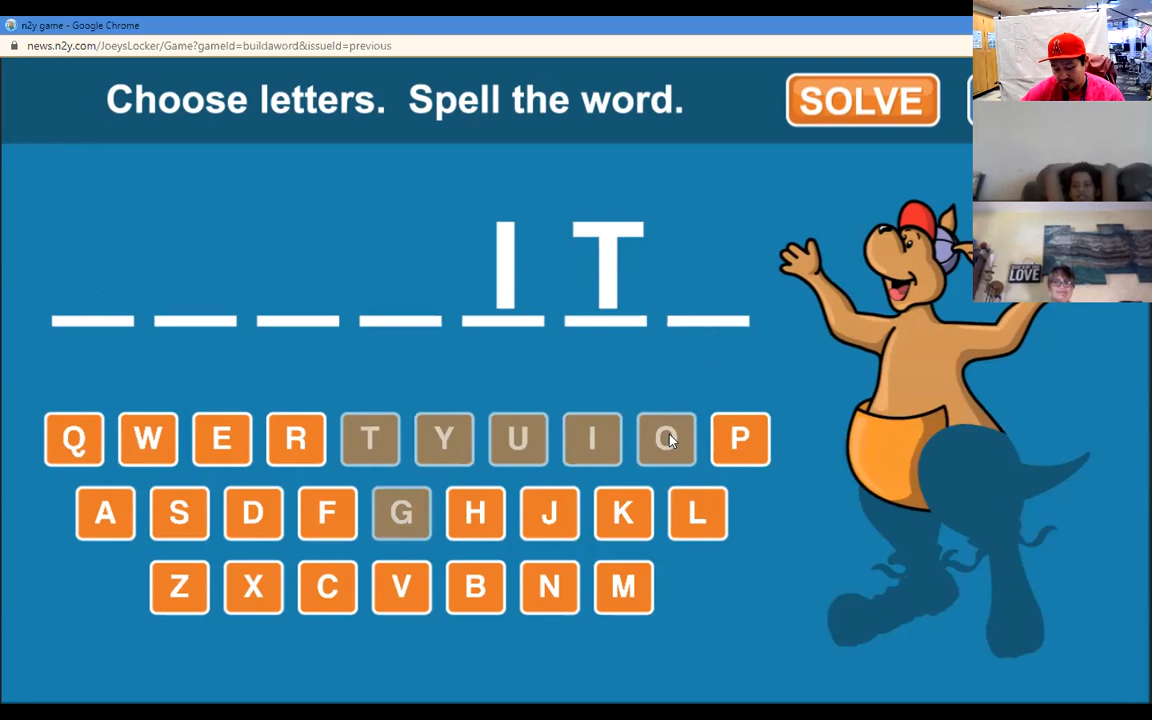 n2y game - Google Chrome
news.n2y.com/JoeysLocker/Game?gameId=buildaword&issueId=previous
Choose letters. Spell the word.
SOLVE
I T
Q W E R T Y U I O P
A S D F G H J K L
Z X C V B N M
LOVE